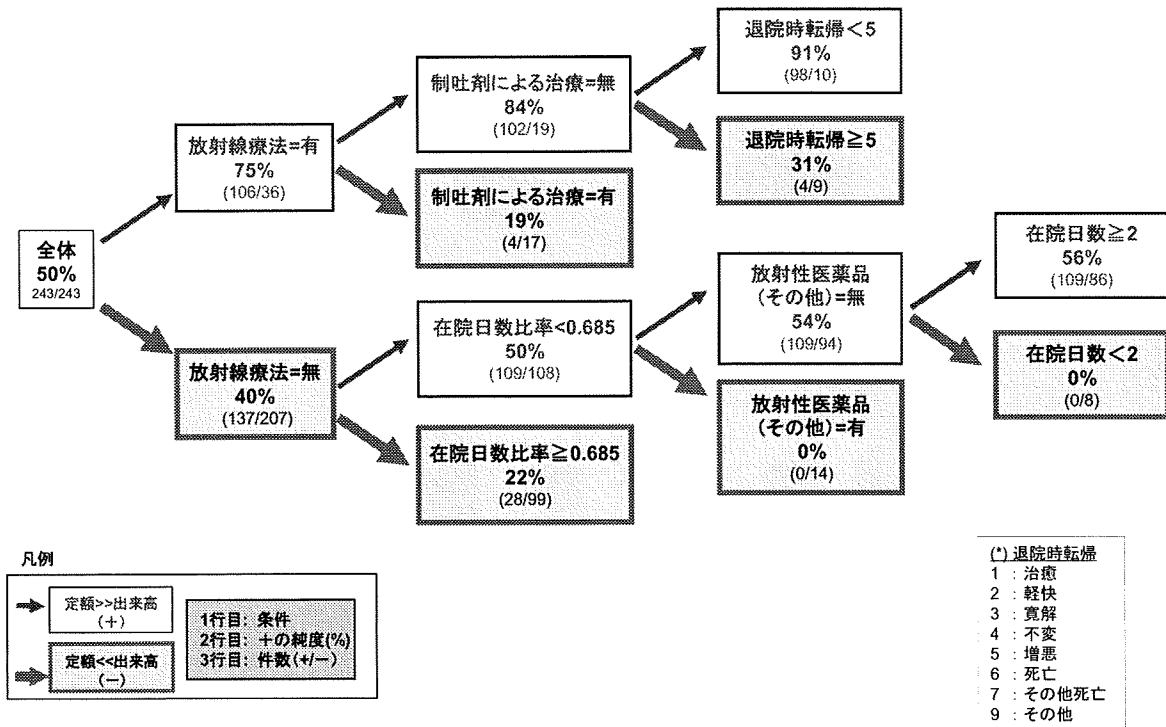 全体
50%
243/243
放射線療法=有
75%
(106/36)
放射線療法=無
40%
(137/207)
制吐剤による治療=無
84%
(102/19)
制吐剤による治療=有
19%
(4/17)
在院日数比率<0.685
50%
(109/108)
在院日数比率≧0.685
22%
(28/99)
退院時転帰<5
91%
(98/10)
退院時転帰≧5
31%
(4/9)
放射性医薬品
(その他)=無
54%
(109/94)
放射性医薬品
(その他)=有
0%
(0/14)
在院日数≧2
56%
(109/86)
在院日数<2
0%
(0/8)
凡例
定額>>出来高
(+)
定額<<出来高
(−)
1行目: 条件
2行目: +の純度(%)
3行目: 件数(+/−)
(*) 退院時転帰
1 : 治癒
2 : 軽快
3 : 寛解
4 : 不変
5 : 増悪
6 : 死亡
7 : その他死亡
9 : その他